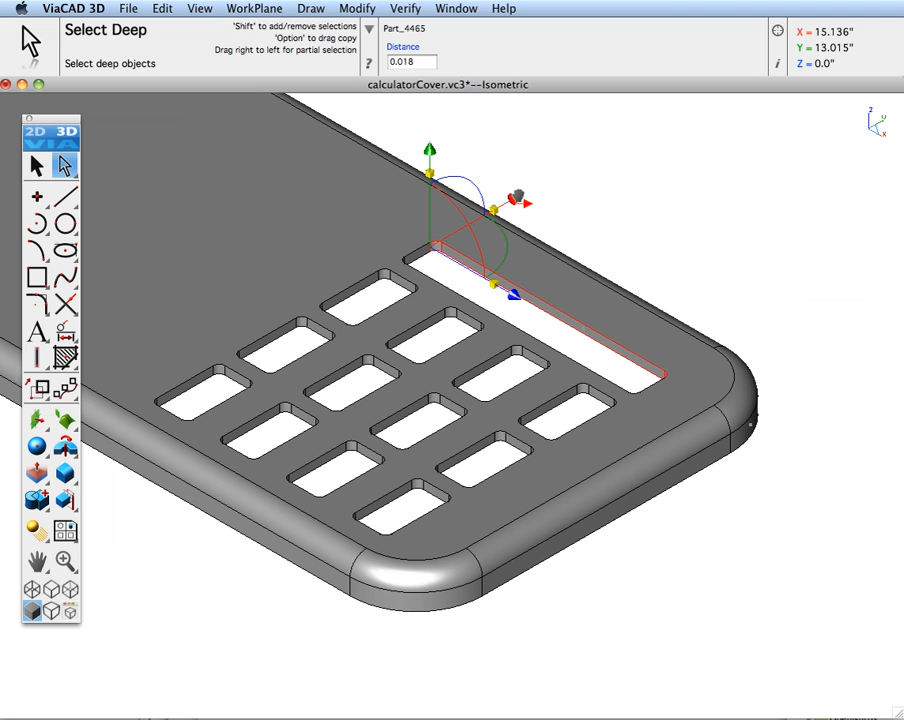 ViaCAD 3D File Edit View WorkPlane Draw Modify Verify Window Help
Select Deep
'Shift' to add/remove selections
'Option' to drag copy
Drag right to left for partial selection
Select deep objects
?
Part_4465
Distance
0.018
i
X = 15.136"
Y = 13.015"
Z = 0.0"
calculatorCover.vc3*--Isometric
2D 3D
VIA
A
z
y
x